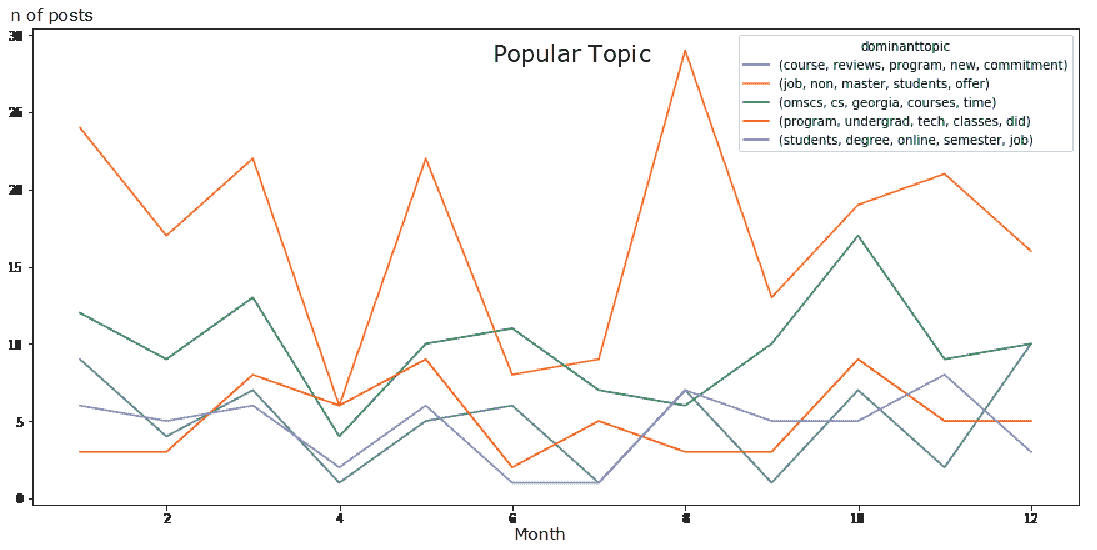 n of posts
Popular Topic
dominanttopic
(course, reviews, program, new, commitment)
(job, non, master, students, offer)
(omscs, cs, georgia, courses, time)
(program, undergrad, tech, classes, did)
(students, degree, online, semester, job)
30
25
20
15
10
5
0
2 4 6 8 10 12
Month